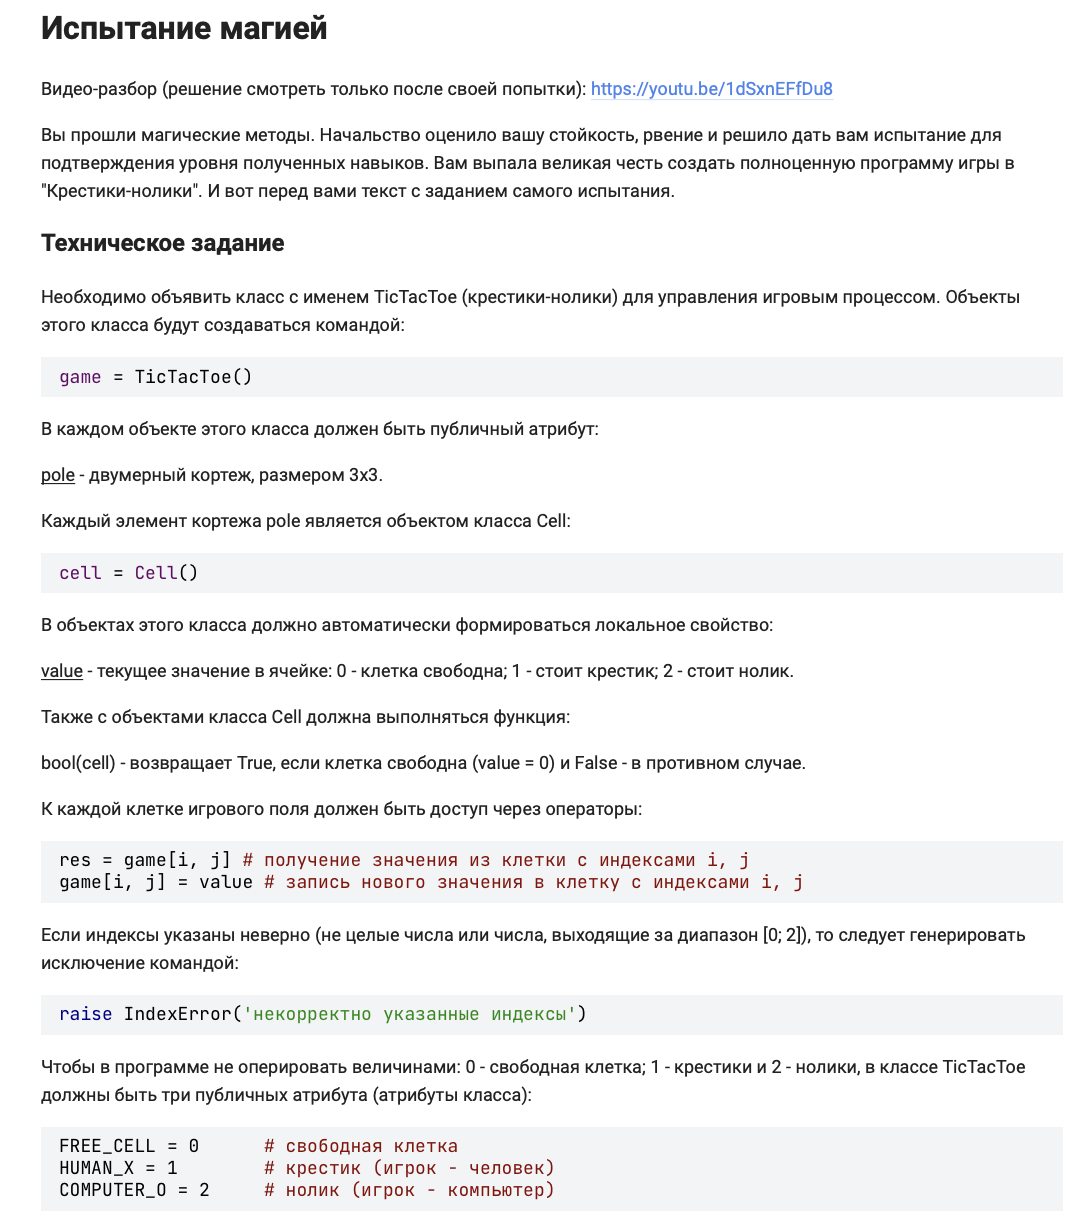 Испытание магией
Видео-разбор (решение смотреть только после своей попытки): https://youtu.be/1dSxnEFfDu8
Вы прошли магические методы. Начальство оценило вашу стойкость, рвение и решило дать вам испытание для
подтверждения уровня полученных навыков. Вам выпала великая честь создать полноценную программу игры в
"Крестики-нолики". И вот перед вами текст с заданием самого испытания.
Техническое задание
Необходимо объявить класс с именем TicTacToe (крестики-нолики) для управления игровым процессом. Объекты
этого класса будут создаваться командой:
game = TicTacToe()
В каждом объекте этого класса должен быть публичный атрибут:
pole - двумерный кортеж, размером 3x3.
Каждый элемент кортежа pole является объектом класса Cell:
cell = Cell()
В объектах этого класса должно автоматически формироваться локальное свойство:
value - текущее значение в ячейке: 0 - клетка свободна; 1 - стоит крестик; 2 - стоит нолик.
Также с объектами класса Cell должна выполняться функция:
bool(cell) - возвращает True, если клетка свободна (value = 0) и False - в противном случае.
К каждой клетке игрового поля должен быть доступ через операторы:
res = game[i, j] # получение значения из клетки с индексами i, j
game[i, j] = value # запись нового значения в клетку с индексами i, j
Если индексы указаны неверно (не целые числа или числа, выходящие за диапазон [0; 2]), то следует генерировать
исключение командой:
raise IndexError('некорректно указанные индексы')
Чтобы в программе не оперировать величинами: 0 - свободная клетка; 1 - крестики и 2 - нолики, в классе TicTacToe
должны быть три публичных атрибута (атрибуты класса):
FREE_CELL = 0 # свободная клетка
HUMAN_X = 1 # крестик (игрок - человек)
COMPUTER_O = 2 # нолик (игрок - компьютер)